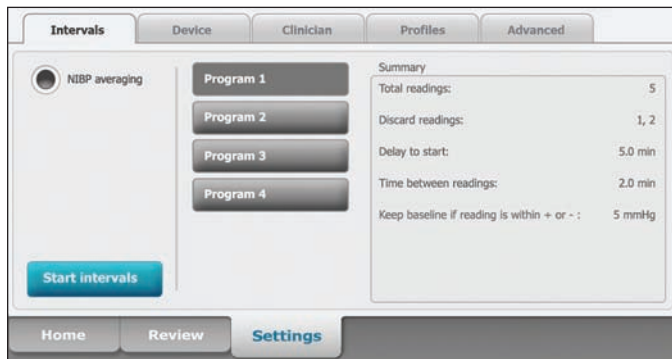 Intervals Device Clinician Profiles Advanced
NIBP averaging
Start intervals
Program 1
Program 2
Program 3
Program 4
Summary
Total readings: 5
Discard readings: 1, 2
Delay to start: 5.0 min
Time between readings: 2.0 min
Keep baseline if reading is within + or - : 5 mmHg
Home Review Settings